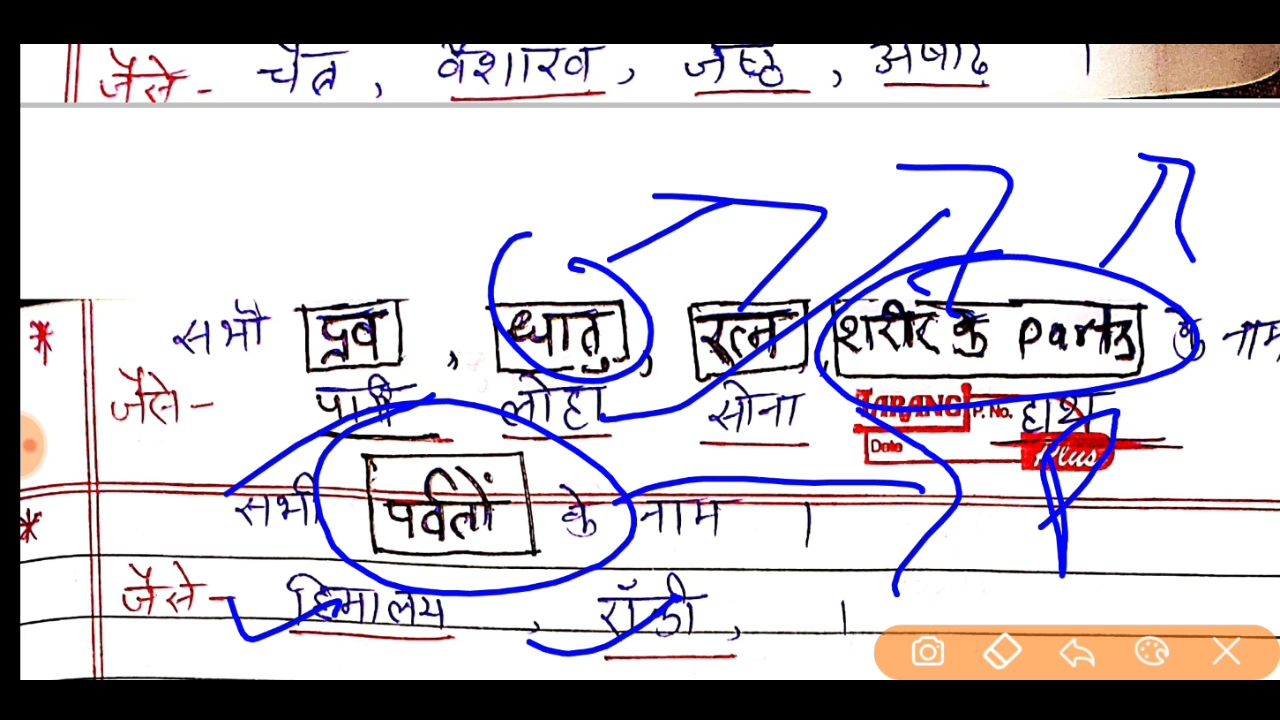 जैसे - चैत्र , वैशाख , जेष्ठ , अषाढ ।
* सभी द्रव , धातु , रत्न , शरीर के parts के नाम
जैसे - पानी लोहा सोना हाथ
TARANG P. No.
Date Plus
* सभी पर्वतों के नाम ।
जैसे - हिमालय , रॉकी , ।